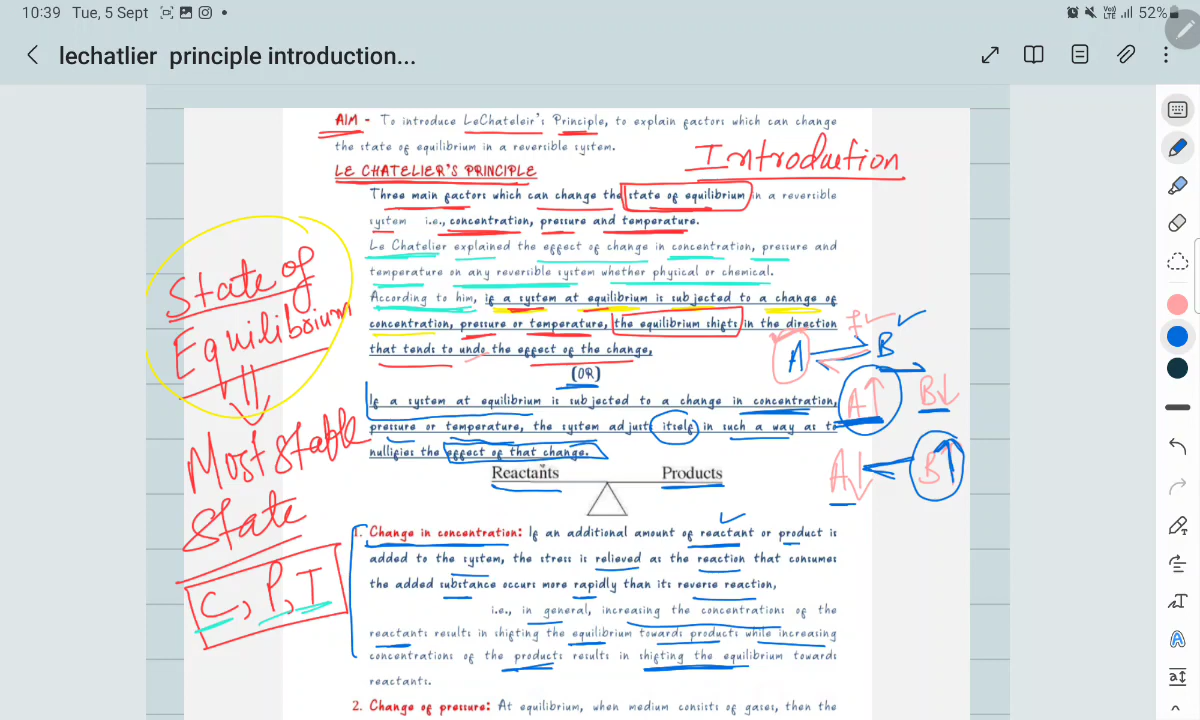 10:39 Tue, 5 Sept
52%
lechatlier principle introduction...
AIM - To introduce LeChateleir's Principle, to explain factors which can change
the state of equilibrium in a reversible system.
Introduction
LE CHATELIER'S PRINCIPLE
Three main factors which can change the state of equilibrium in a reversible
system i.e., concentration, pressure and temperature.
Le Chatelier explained the effect of change in concentration, pressure and
temperature on any reversible system whether physical or chemical.
According to him, if a system at equilibrium is subjected to a change of
concentration, pressure or temperature, the equilibrium shifts in the direction
that tends to undo the effect of the change,
(OR)
If a system at equilibrium is subjected to a change in concentration,
pressure or temperature, the system adjusts itself in such a way as to
nullifies the effect of that change.
Reactants Products
1. Change in concentration: If an additional amount of reactant or product is
added to the system, the stress is relieved as the reaction that consumes
the added substance occurs more rapidly than its reverse reaction,
i.e., in general, increasing the concentrations of the
reactants results in shifting the equilibrium towards products while increasing
concentrations of the products results in shifting the equilibrium towards
reactants.
2. Change of pressure: At equilibrium, when medium consists of gases, then the
State of
Equilibrium
Most Stable
State
C, P, T
A B
A↑ B↓
A↓ B↑